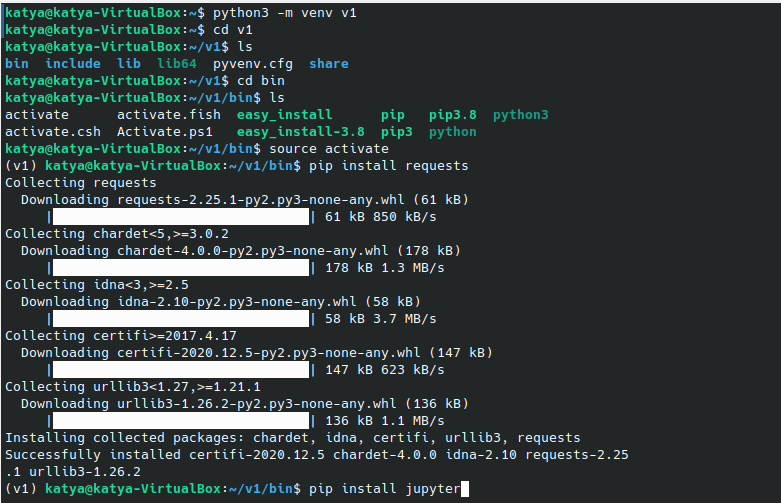 katya@katya-VirtualBox:~$ python3 -m venv v1
katya@katya-VirtualBox:~$ cd v1
katya@katya-VirtualBox:~/v1$ ls
bin include lib lib64 pyvenv.cfg share
katya@katya-VirtualBox:~/v1$ cd bin
katya@katya-VirtualBox:~/v1/bin$ ls
activate activate.fish easy_install pip pip3.8 python3
activate.csh Activate.ps1 easy_install-3.8 pip3 python
katya@katya-VirtualBox:~/v1/bin$ source activate
(v1) katya@katya-VirtualBox:~/v1/bin$ pip install requests
Collecting requests
Downloading requests-2.25.1-py2.py3-none-any.whl (61 kB)
| | 61 kB 850 kB/s
Collecting chardet<5,>=3.0.2
Downloading chardet-4.0.0-py2.py3-none-any.whl (178 kB)
| | 178 kB 1.3 MB/s
Collecting idna<3,>=2.5
Downloading idna-2.10-py2.py3-none-any.whl (58 kB)
| | 58 kB 3.7 MB/s
Collecting certifi>=2017.4.17
Downloading certifi-2020.12.5-py2.py3-none-any.whl (147 kB)
| | 147 kB 623 kB/s
Collecting urllib3<1.27,>=1.21.1
Downloading urllib3-1.26.2-py2.py3-none-any.whl (136 kB)
| | 136 kB 1.1 MB/s
Installing collected packages: chardet, idna, certifi, urllib3, requests
Successfully installed certifi-2020.12.5 chardet-4.0.0 idna-2.10 requests-2.25
.1 urllib3-1.26.2
(v1) katya@katya-VirtualBox:~/v1/bin$ pip install jupyter